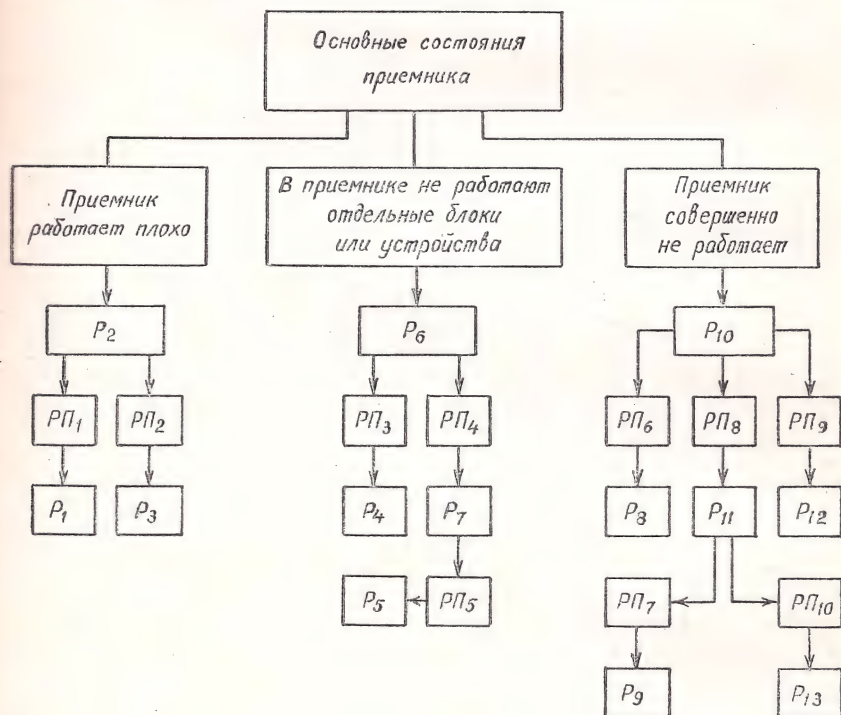 Основные состояния
приемника
Приемник
работает плохо
В приемнике не работают
отдельные блоки
или устройства
Приемник
совершенно
не работает
P₂
P₆
P₁₀
РП₁
РП₂
РП₃
РП₄
РП₆
РП₈
РП₉
P₁
P₃
P₄
P₇
P₈
P₁₁
P₁₂
P₅
РП₅
РП₇
РП₁₀
P₉
P₁₃